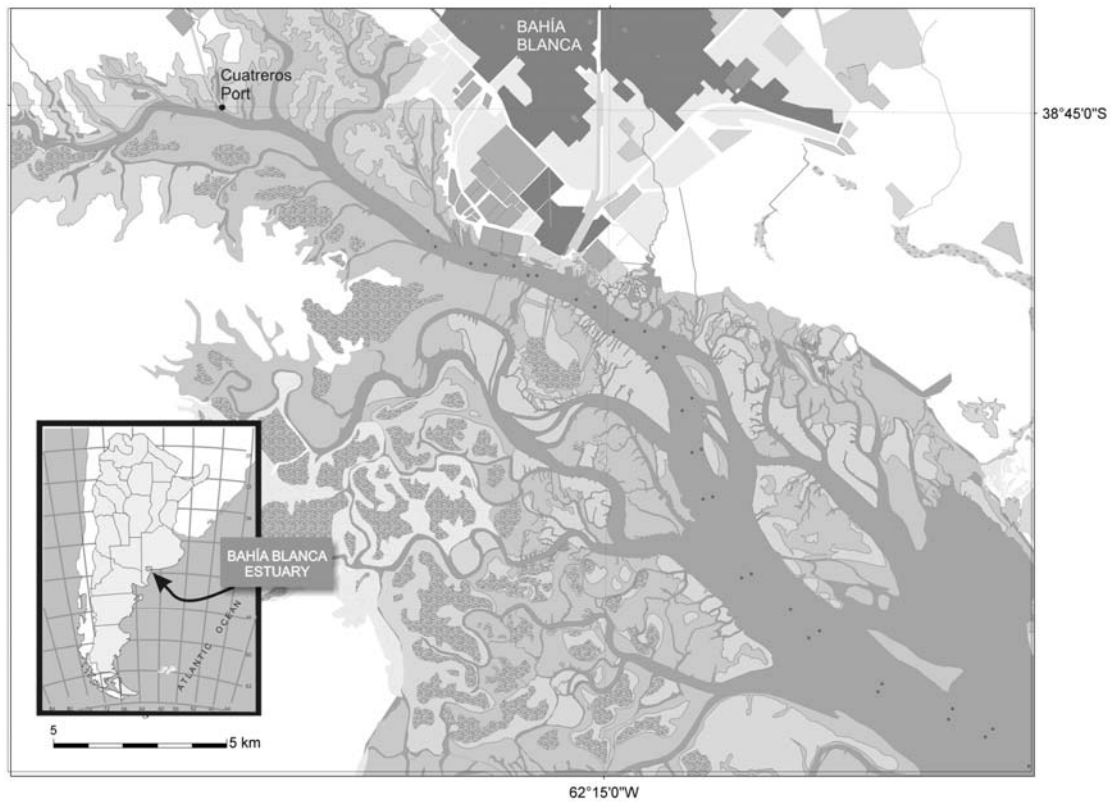 BAHÍA
BLANCA
Cuatreros
Port
38°45'0"S
BAHÍA BLANCA
ESTUARY
ATLANTIC OCEAN
5
5 km
62°15'0"W